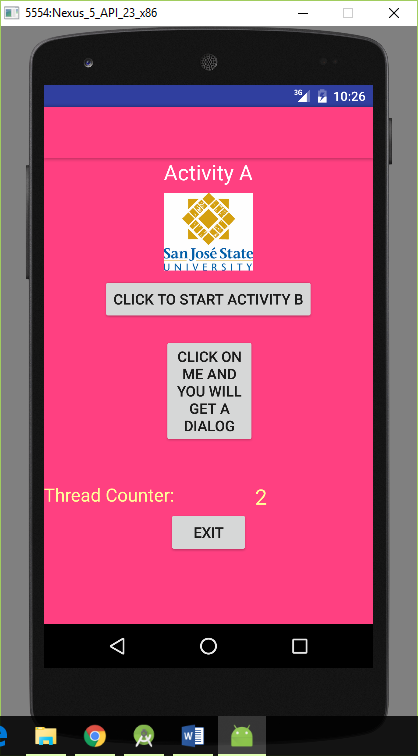 5554:Nexus_5_API_23_x86
3G 10:26
Activity A
San José State
UNIVERSITY
CLICK TO START ACTIVITY B
CLICK ON
ME AND
YOU WILL
GET A
DIALOG
Thread Counter: 2
EXIT